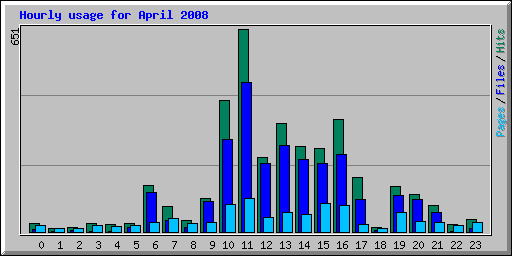 Hourly usage for April 2008
651
Pages / Files / Hits
0 1 2 3 4 5 6 7 8 9 10 11 12 13 14 15 16 17 18 19 20 21 22 23